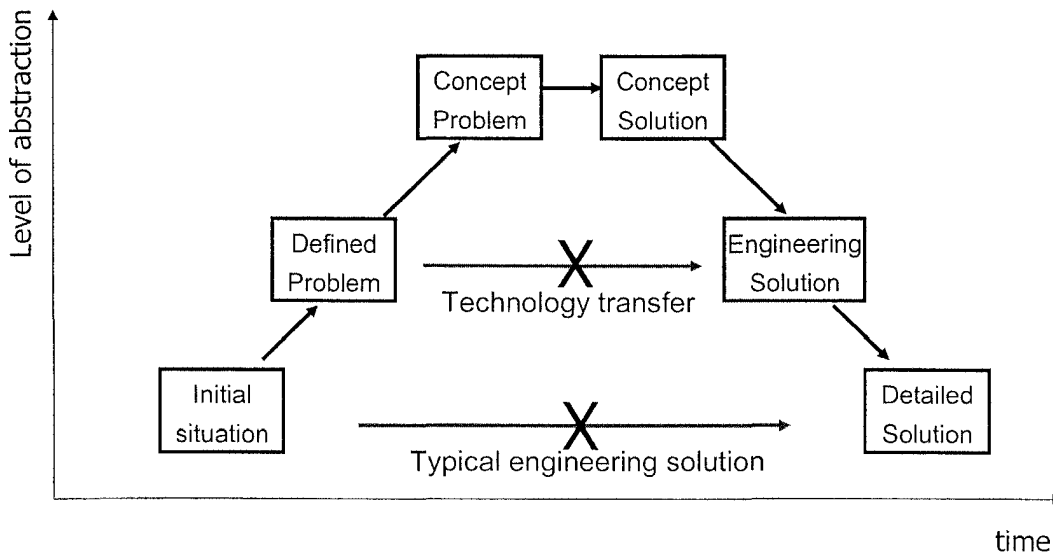 Level of abstraction
Concept
Problem
Concept
Solution
Defined
Problem
X
Technology transfer
Engineering
Solution
Initial
situation
X
Typical engineering solution
Detailed
Solution
time